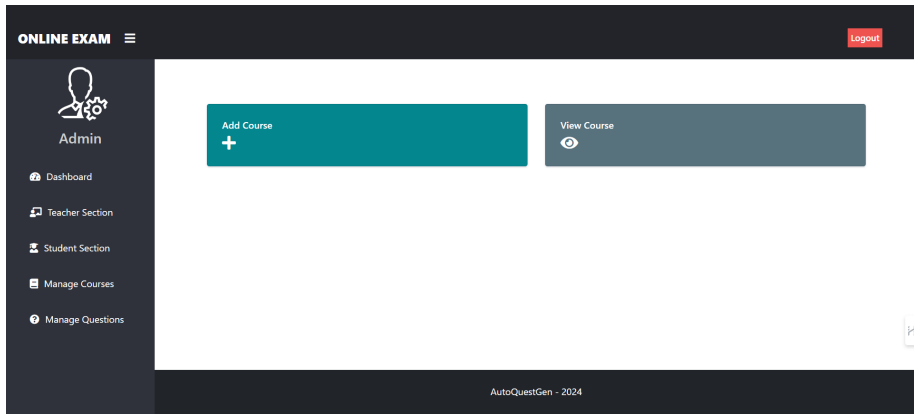 ONLINE EXAM
Logout
Admin
Dashboard
Teacher Section
Student Section
Manage Courses
Manage Questions
Add Course
View Course
AutoQuestGen - 2024